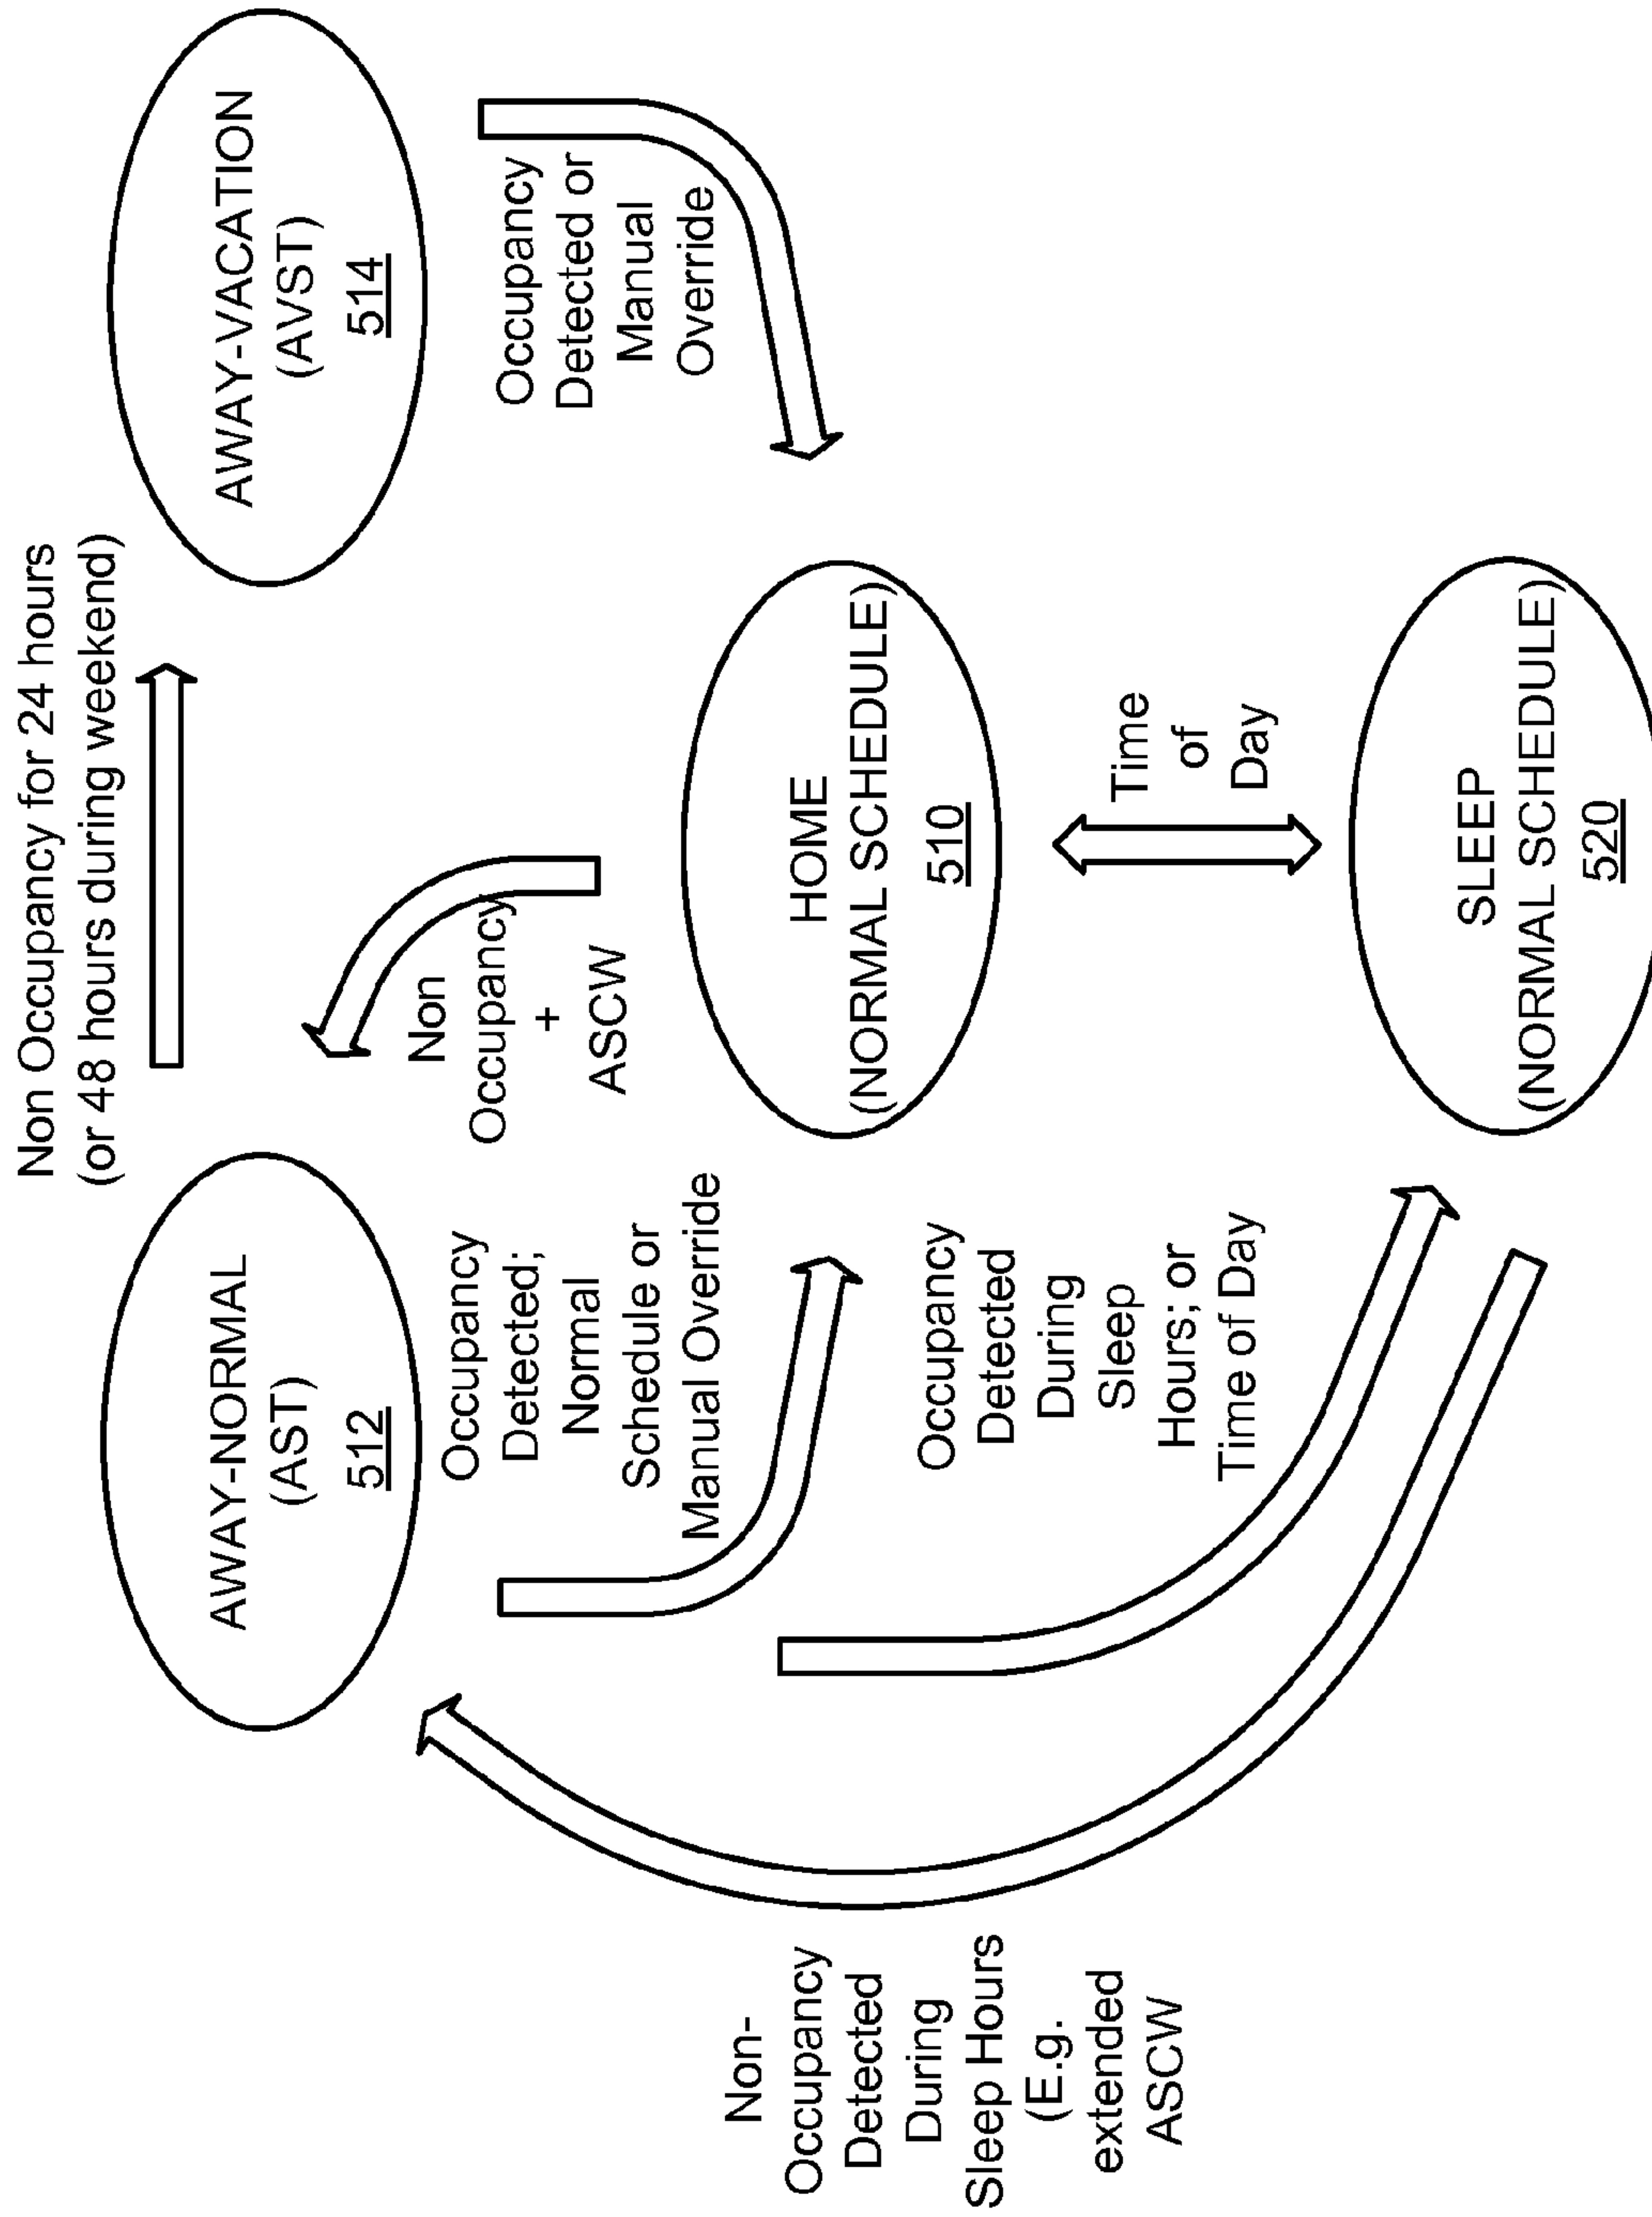 Non Occupancy for 24 hours
(or 48 hours during weekend)
AWAY-NORMAL
(AST)
512
AWAY-VACATION
(AVST)
514
Occupancy
Detected;
Normal
Schedule or
Manual Override
Non
Occupancy
+
ASCW
Occupancy
Detected or
Manual
Override
HOME
(NORMAL SCHEDULE)
510
Non-
Occupancy
Detected
During
Sleep Hours
(E.g.
extended
ASCW
Occupancy
Detected
During
Sleep
Hours; or
Time of Day
Time
of
Day
SLEEP
(NORMAL SCHEDULE)
520